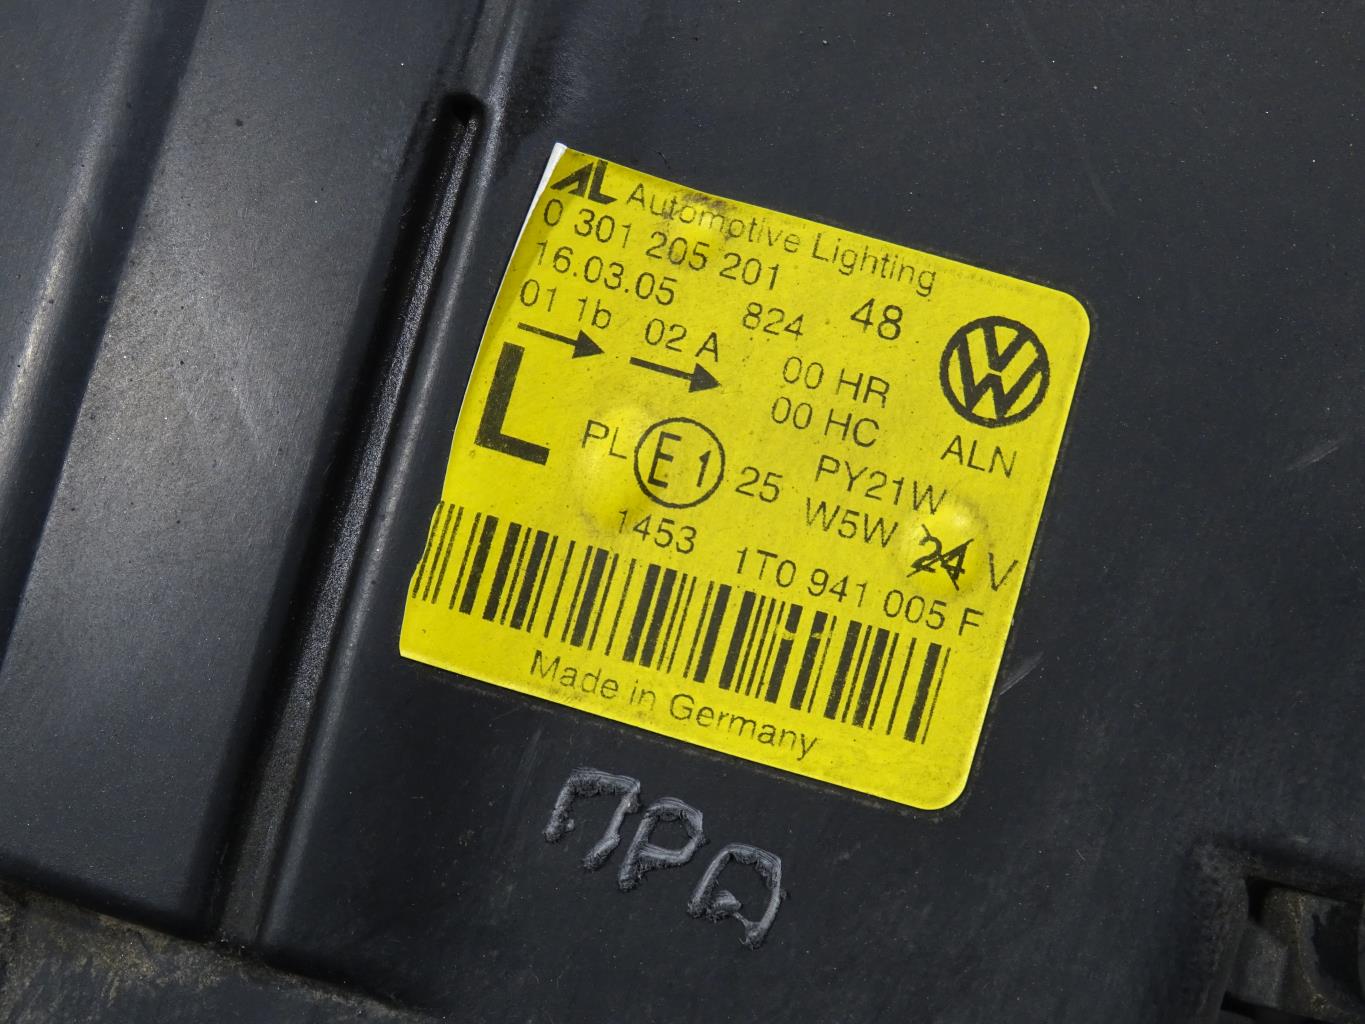 AL Automotive Lighting
0 301 205 201
16.03.05 824 48
01 1b 02 A
00 HR
00 HC
L
PL E1 25
PY21W
ALN
W5W 24 V
1453
1T0 941 005 F
Made in Germany
ПРА